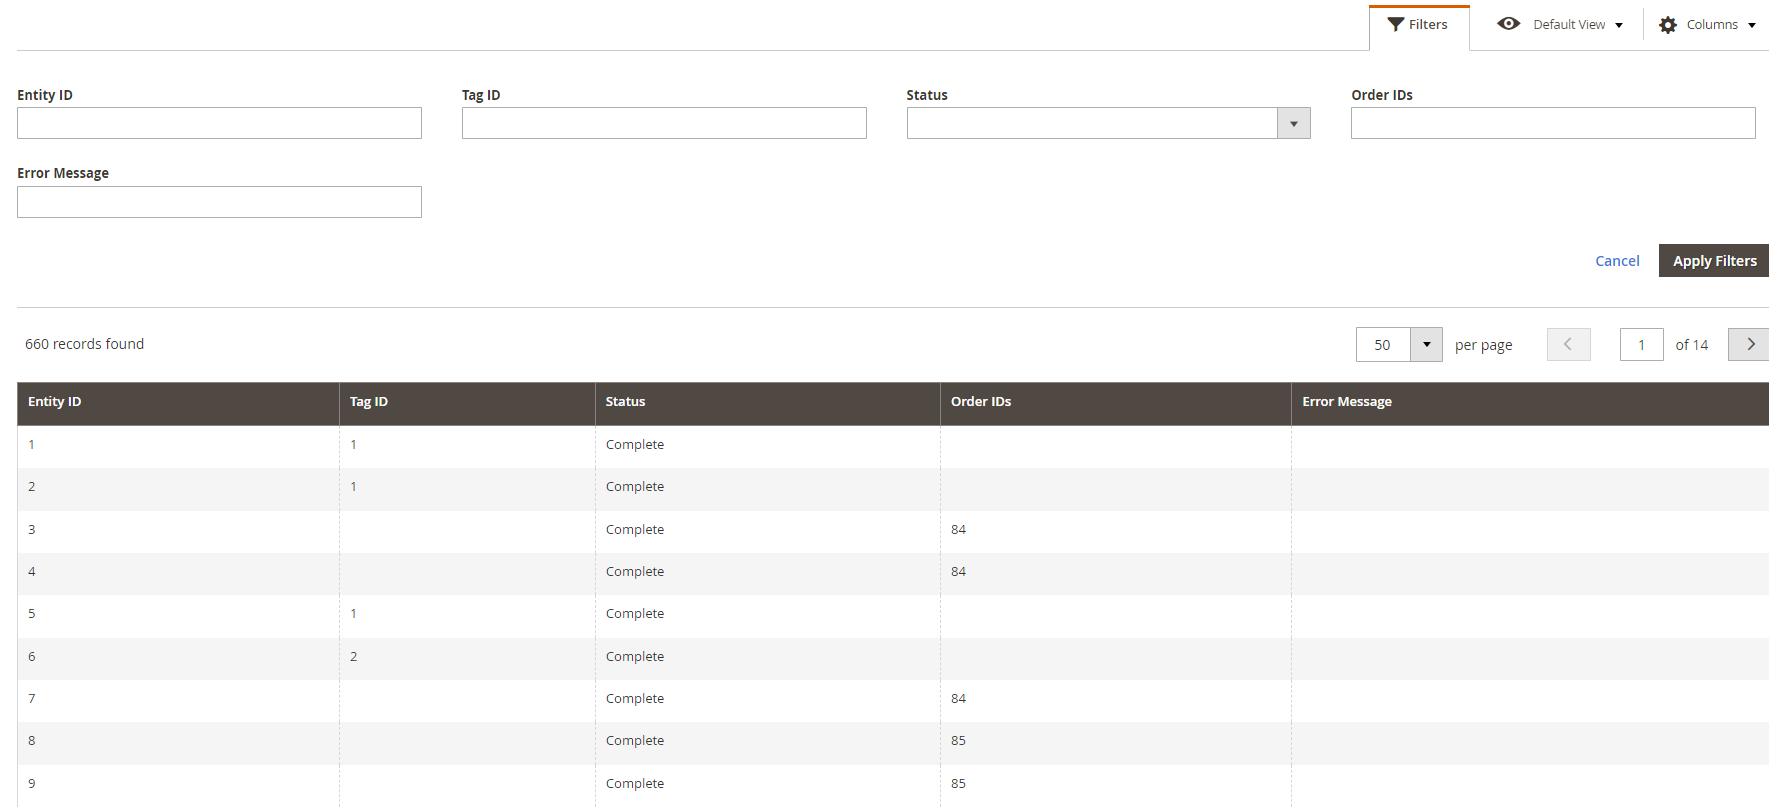 Filters Default View Columns
Entity ID Tag ID Status Order IDs
Error Message
Cancel Apply Filters
660 records found 50 per page 1 of 14
Entity ID Tag ID Status Order IDs Error Message
1 1 Complete
2 1 Complete
3 Complete 84
4 Complete 84
5 1 Complete
6 2 Complete
7 Complete 84
8 Complete 85
9 Complete 85